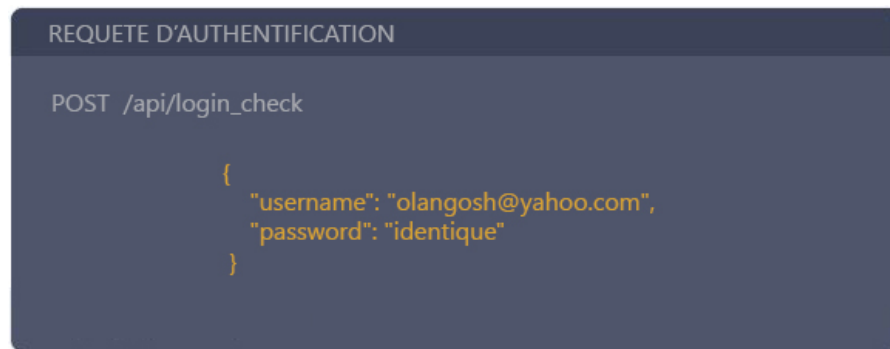 REQUETE D'AUTHENTIFICATION
POST /api/login_check
{
"username": "olangosh@yahoo.com",
"password": "identique"
}